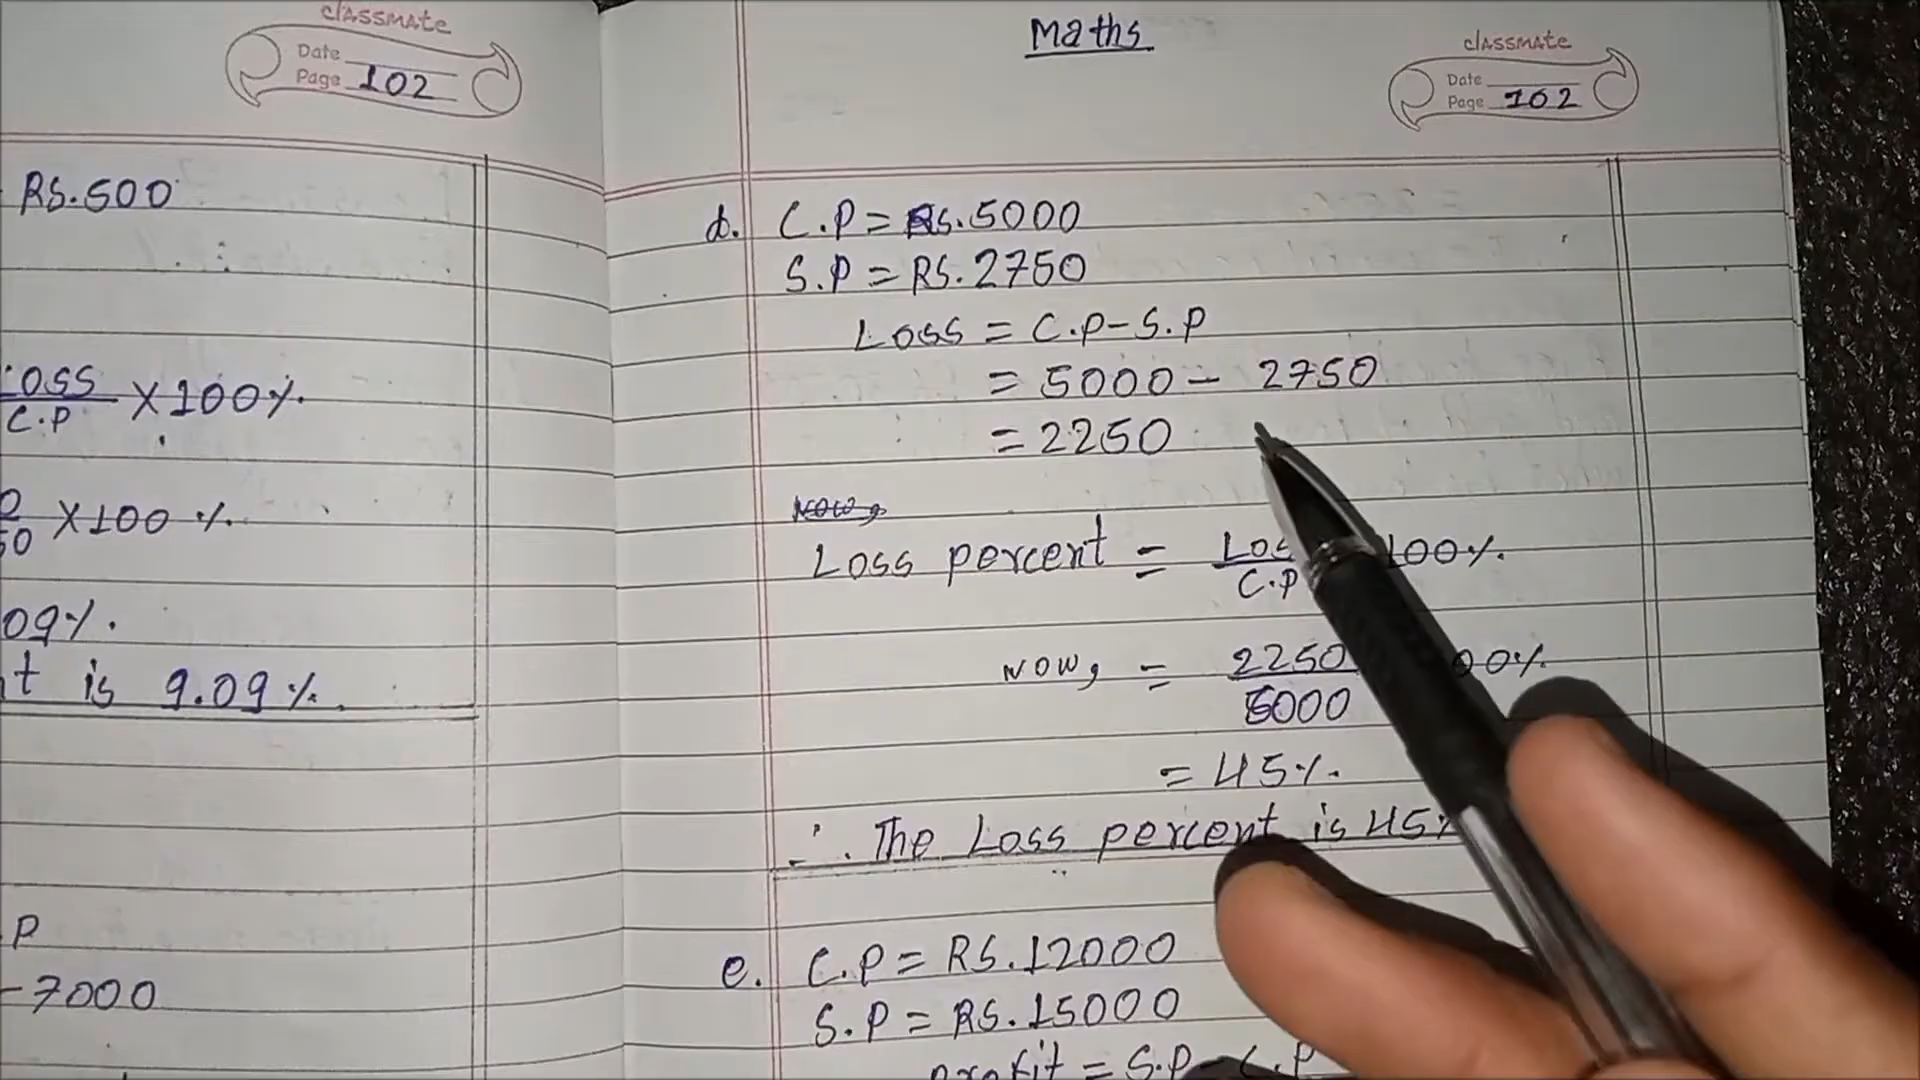 classmate
Date
Page 102
RS.500
LOSS
C.P
X100%
X100%
09%.
t is 9.09%.
P
-7000
Maths
classmate
Date
Page 102
d. C.P = RS.5000
S.P = RS.2750
Loss = C.P-S.P
= 5000 - 2750
= 2250
Now,
Loss percent = Los 100%.
C.P
NOW, = 2250 00%
5000
= 45%.
∴ The Loss percent is 45%
e. C.P = RS.12000
S.P = RS.15000
profit = S.P - C.P